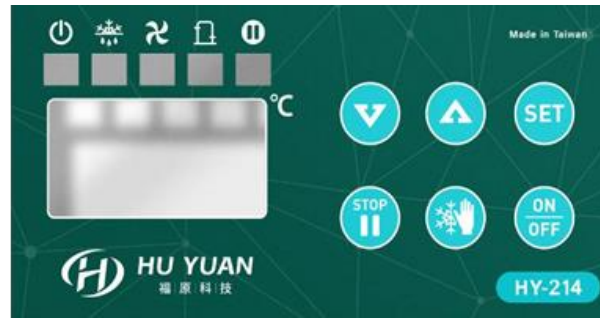 Made in Taiwan
°C
SET
STOP
ON
OFF
HU YUAN
福原科技
HY-214